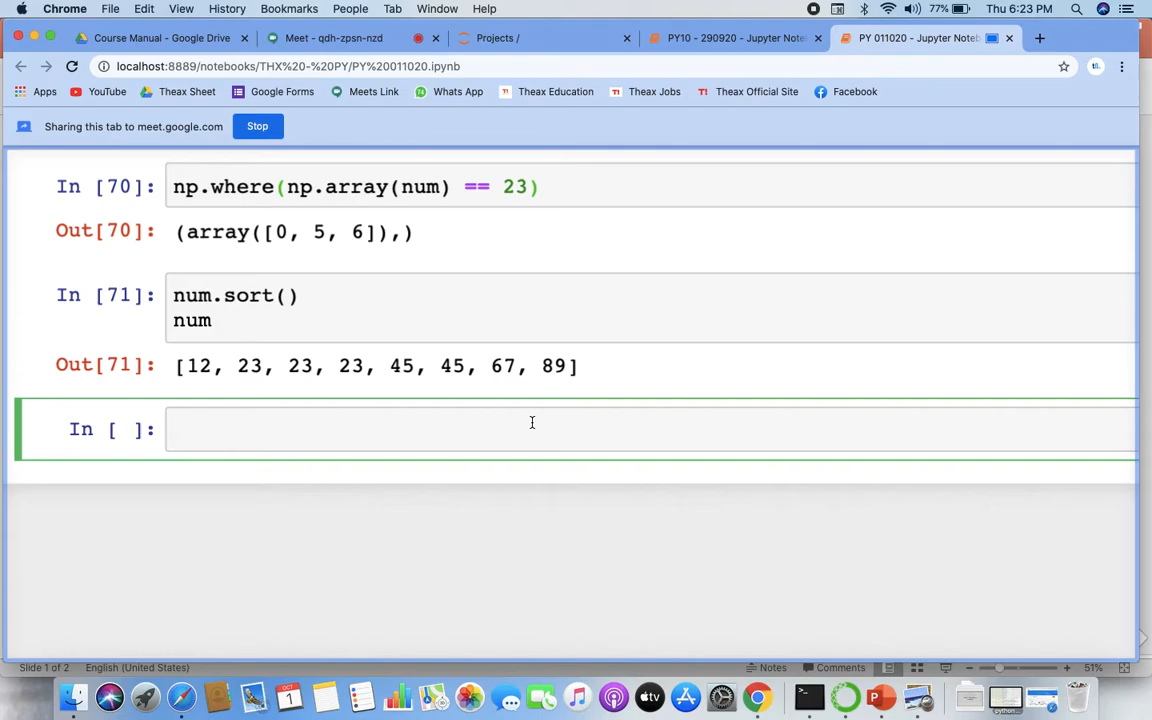 Chrome File Edit View History Bookmarks People Tab Window Help 77% Thu 6:23 PM
Course Manual - Google Drive Meet - qdh-zpsn-nzd Projects / PY10 - 290920 - Jupyter Note PY 011020 - Jupyter Noteb
localhost:8889/notebooks/THX%20-%20PY/PY%20011020.ipynb
Apps YouTube Theax Sheet Google Forms Meets Link Whats App Theax Education Theax Jobs Theax Official Site Facebook
Sharing this tab to meet.google.com Stop
In [70]: np.where(np.array(num) == 23)
Out[70]: (array([0, 5, 6]),)
In [71]: num.sort()
num
Out[71]: [12, 23, 23, 23, 45, 45, 67, 89]
In [ ]:
Slide 1 of 2 English (United States) Notes Comments 51%